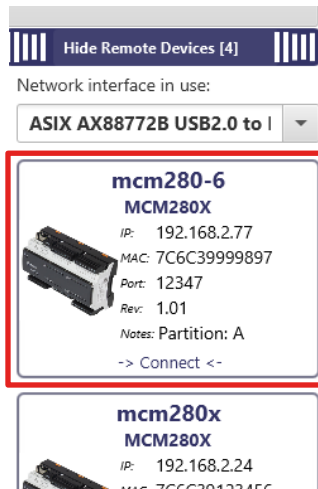 Hide Remote Devices [4]
Network interface in use:
ASIX AX88772B USB2.0 to
mcm280-6
MCM280X
IP: 192.168.2.77
MAC: 7C6C39999897
Port: 12347
Rev: 1.01
Notes: Partition: A
-> Connect <-
mcm280x
MCM280X
IP: 192.168.2.24
MAC: 7C6C39123456